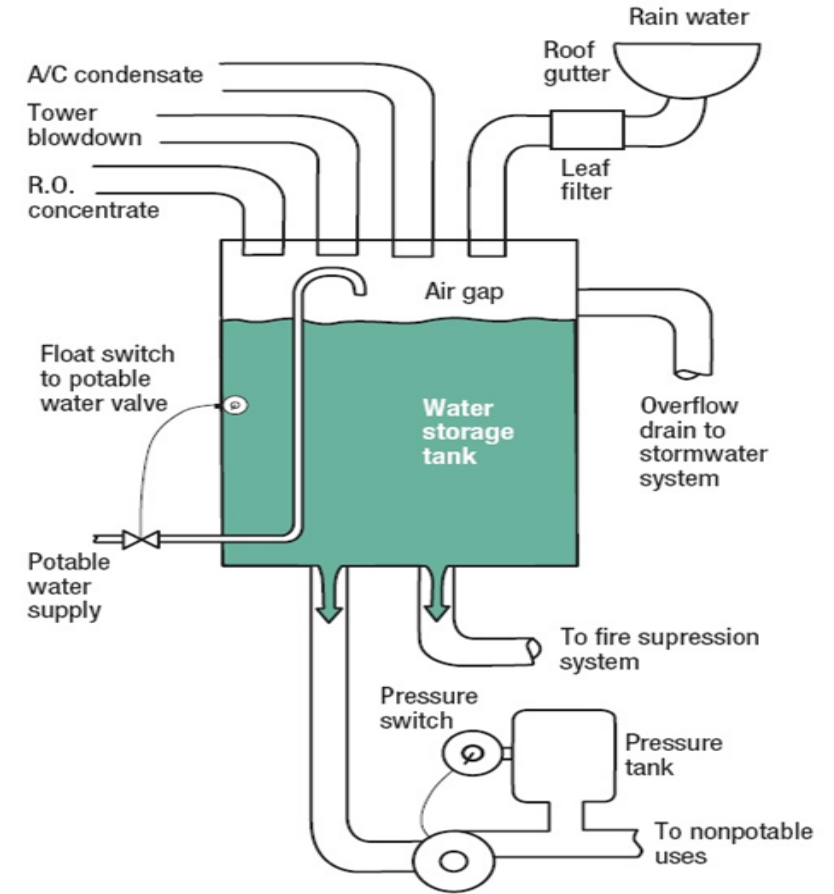 Rain water
Roof
gutter
A/C condensate
Tower
blowdown
Leaf
filter
R.O.
concentrate
Air gap
Float switch
to potable
water valve
Water
storage
tank
Overflow
drain to
stormwater
system
Potable
water
supply
To fire supression
system
Pressure
switch
Pressure
tank
To nonpotable
uses